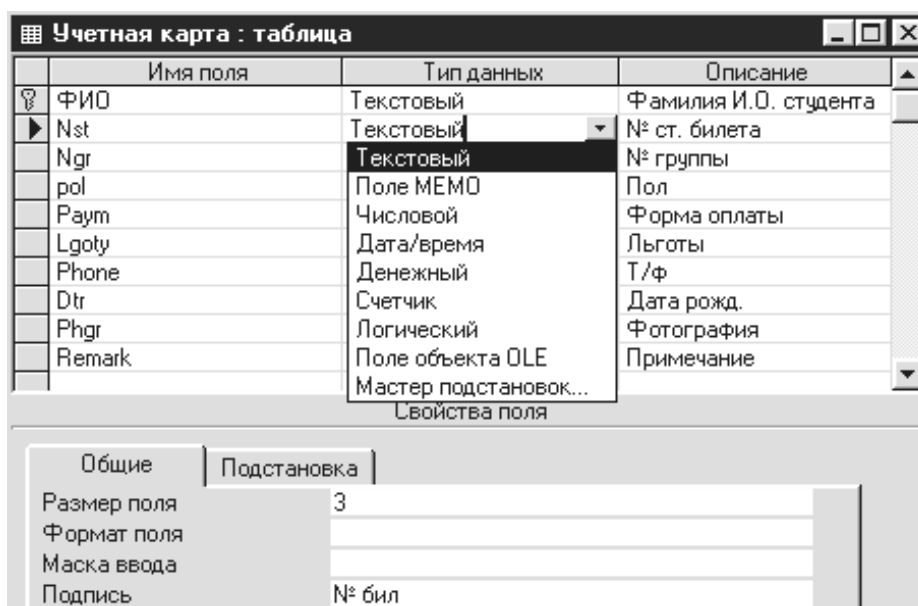 Учетная карта : таблица
Имя поля Тип данных Описание
ФИО Текстовый Фамилия И.О. студента
Nst Текстовый № ст. билета
Ngr Текстовый № группы
pol Поле МЕМО Пол
Paym Числовой Форма оплаты
Lgoty Дата/время Льготы
Phone Денежный Т/ф
Dtr Счетчик Дата рожд.
Phgr Логический Фотография
Remark Поле объекта OLE Примечание
Мастер подстановок...
Свойства поля
Общие Подстановка
Размер поля 3
Формат поля
Маска ввода
Подпись № бил